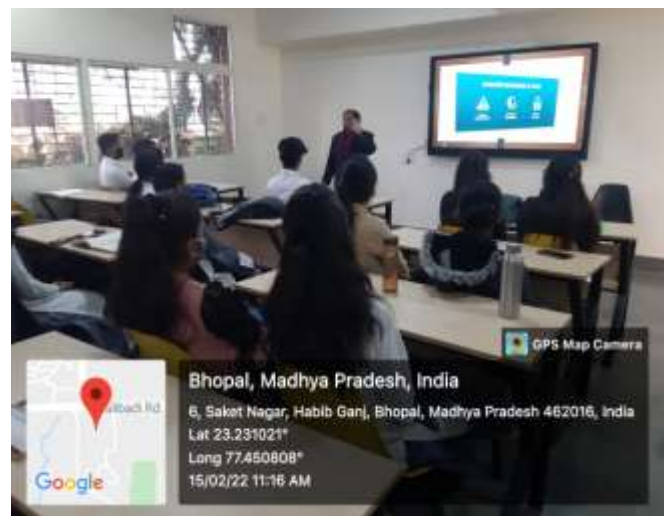 GPS Map Camera
Bhopal, Madhya Pradesh, India
6, Saket Nagar, Habib Ganj, Bhopal, Madhya Pradesh 462016, India
Lat 23.231021°
Long 77.450808°
15/02/22 11:16 AM
Rd.
Google